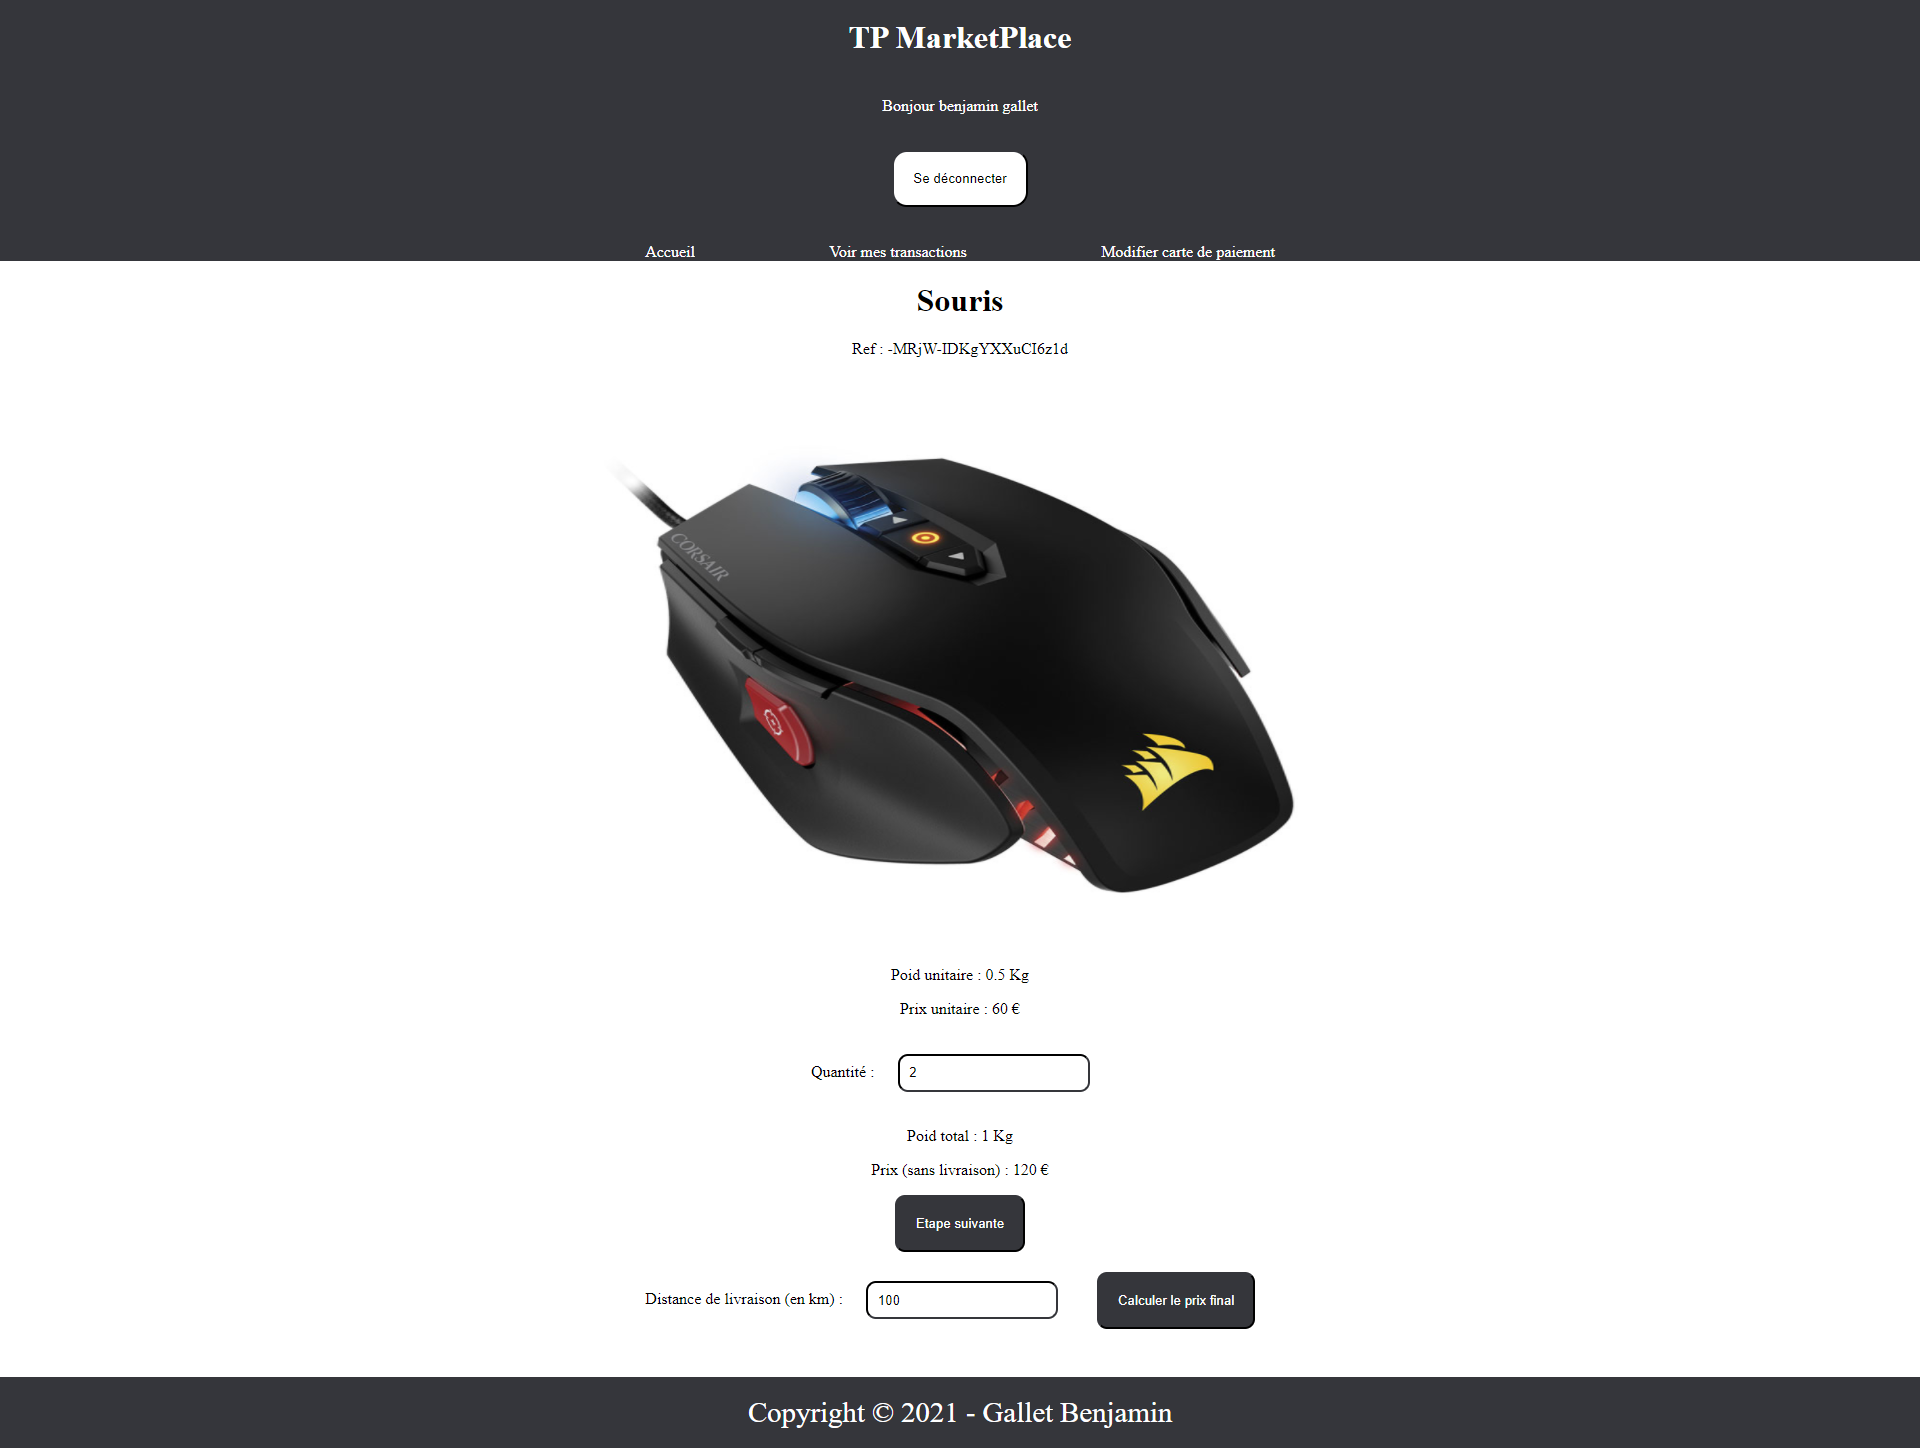 TP MarketPlace
Bonjour benjamin gallet
Se déconnecter
Accueil Voir mes transactions Modifier carte de paiement
Souris
Ref : -MRjW-IDKgYXXuCI6z1d
CORSAIR
Poid unitaire : 0.5 Kg
Prix unitaire : 60 €
Quantité : 2
Poid total : 1 Kg
Prix (sans livraison) : 120 €
Etape suivante
Distance de livraison (en km) : 100 Calculer le prix final
Copyright © 2021 - Gallet Benjamin